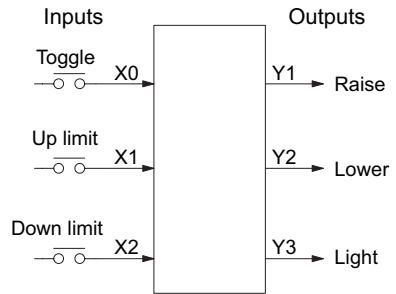 Inputs
Outputs
Toggle
X0
Y1
Raise
Up limit
X1
Y2
Lower
Down limit
X2
Y3
Light